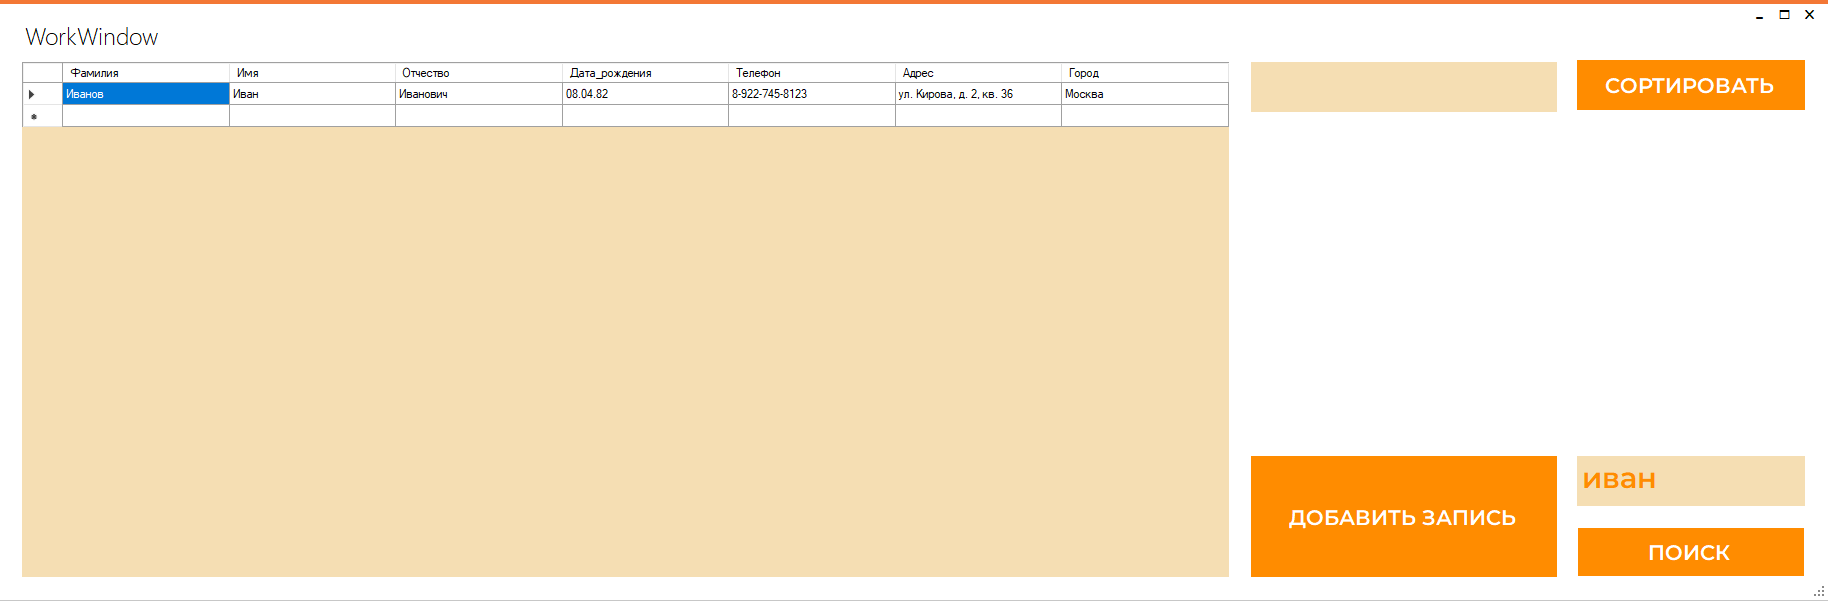 WorkWindow
Фамилия Имя Отчество Дата_рождения Телефон Адрес Город
Иванов Иван Иванович 08.04.82 8-922-745-8123 ул. Кирова, д. 2, кв. 36 Москва
СОРТИРОВАТЬ
ДОБАВИТЬ ЗАПИСЬ
иван
ПОИСК